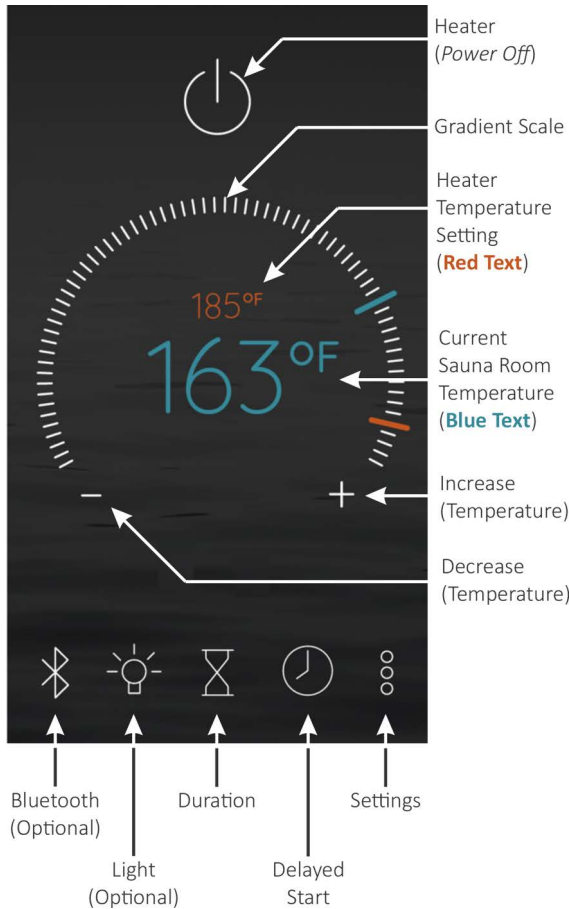 Heater
(Power Off)
Gradient Scale
Heater
Temperature
Setting
(Red Text)
185°F
163°F
Current
Sauna Room
Temperature
(Blue Text)
Increase
(Temperature)
Decrease
(Temperature)
Bluetooth
(Optional)
Duration
Settings
Light
(Optional)
Delayed
Start